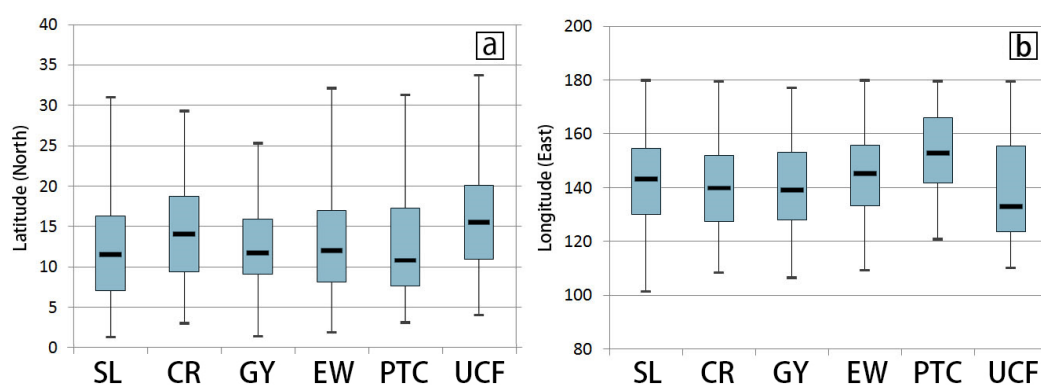 a
Latitude (North)
40
35
30
25
20
15
10
5
0
SL CR GY EW PTC UCF
b
Longitude (East)
200
180
160
140
120
100
80
SL CR GY EW PTC UCF